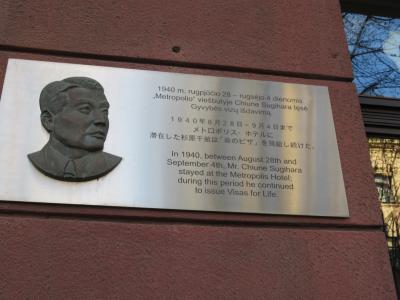 1940 m. rugpjūčio 28 – rugsėjo 4 dienomis
„Metropolio“ viešbutyje Chiune Sugihara tęsė
Gyvybės vizų išdavimą.
1940年8月28日~9月4日まで
メトロポリス・ホテルに
滞在した杉原千畝は「命のビザ」を発給し続けた。
In 1940, between August 28th and
September 4th, Mr. Chiune Sugihara
stayed at the Metropolis Hotel;
during this period he continued
to issue Visas for Life.